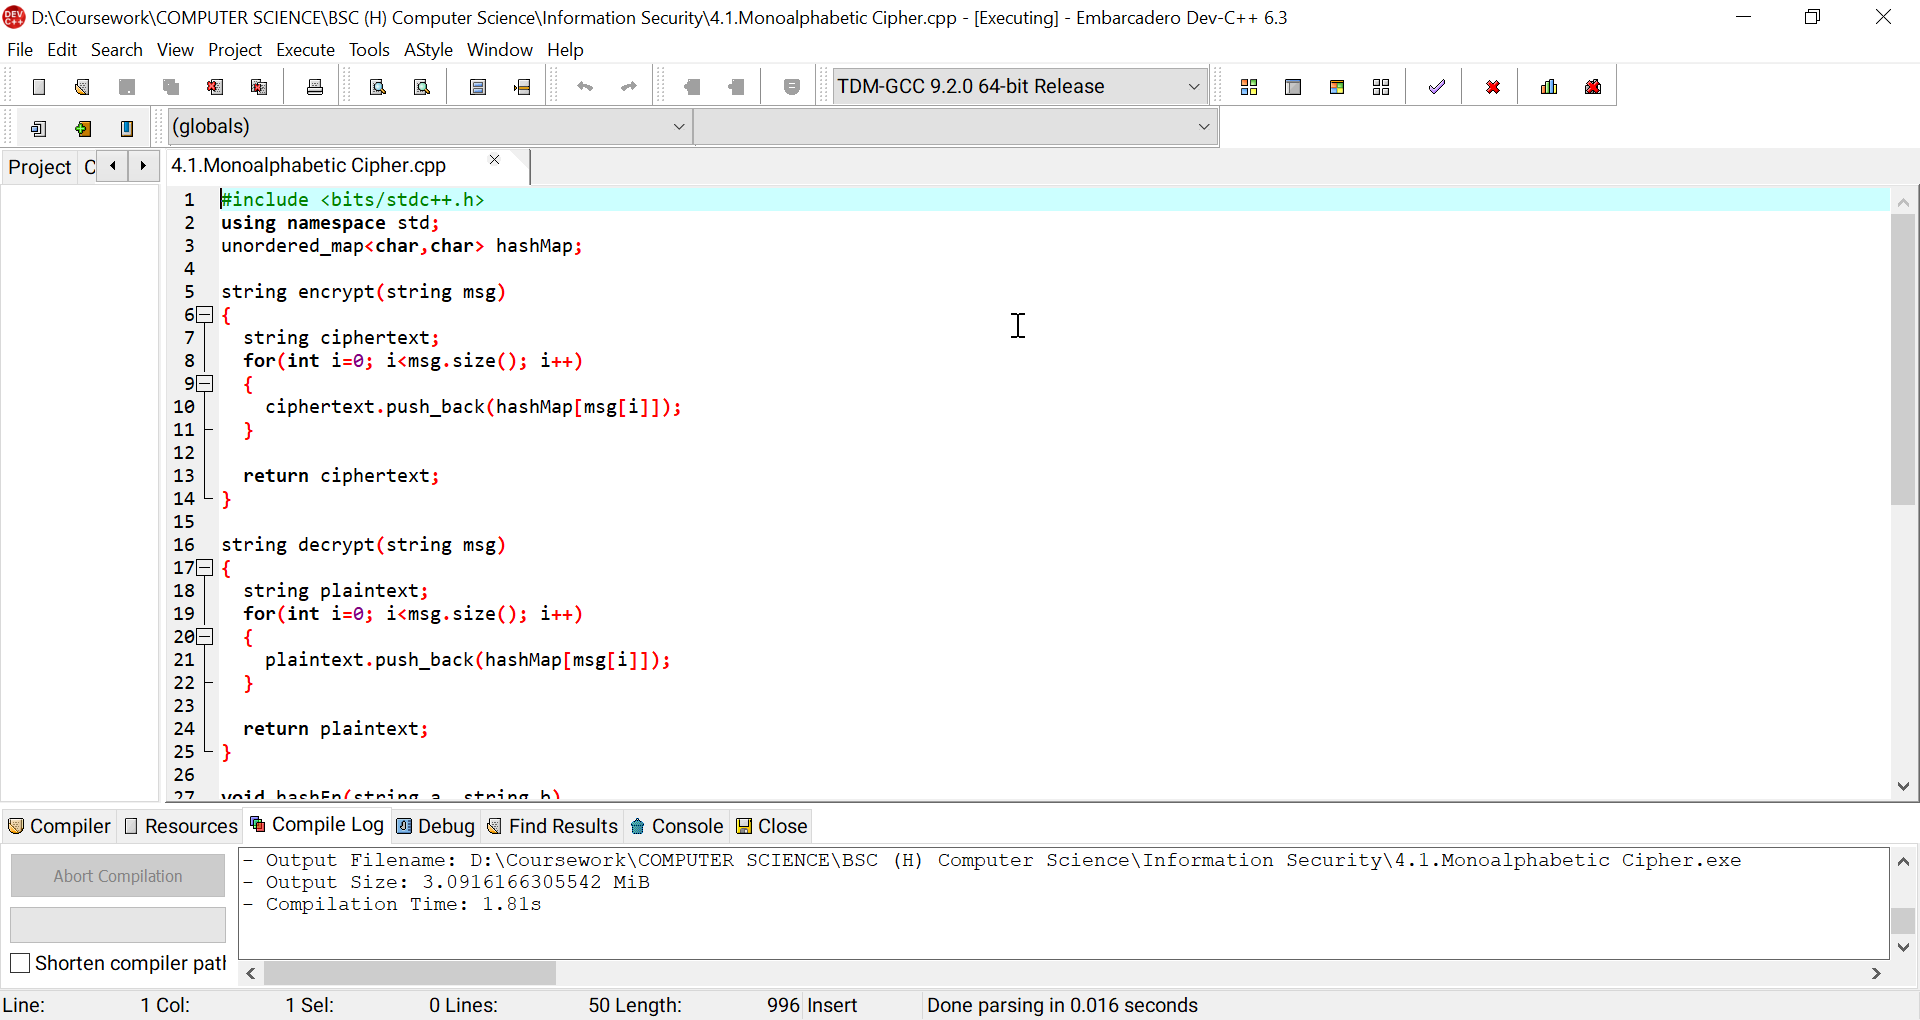 D:\Coursework\COMPUTER SCIENCE\BSC (H) Computer Science\Information Security\4.1.Monoalphabetic Cipher.cpp - [Executing] - Embarcadero Dev-C++ 6.3
File Edit Search View Project Execute Tools AStyle Window Help
TDM-GCC 9.2.0 64-bit Release
(globals)
Project C
4.1.Monoalphabetic Cipher.cpp
1 #include <bits/stdc++.h>
2 using namespace std;
3 unordered_map<char,char> hashMap;
4
5 string encrypt(string msg)
6 {
7 string ciphertext;
8 for(int i=0; i<msg.size(); i++)
9 {
10 ciphertext.push_back(hashMap[msg[i]]);
11 }
12
13 return ciphertext;
14 }
15
16 string decrypt(string msg)
17 {
18 string plaintext;
19 for(int i=0; i<msg.size(); i++)
20 {
21 plaintext.push_back(hashMap[msg[i]]);
22 }
23
24 return plaintext;
25 }
26
27 void hashEn(string a, string b)
Compiler Resources Compile Log Debug Find Results Console Close
Abort Compilation
Shorten compiler path
- Output Filename: D:\Coursework\COMPUTER SCIENCE\BSC (H) Computer Science\Information Security\4.1.Monoalphabetic Cipher.exe
- Output Size: 3.0916166305542 MiB
- Compilation Time: 1.81s
Line: 1 Col: 1 Sel: 0 Lines: 50 Length: 996 Insert Done parsing in 0.016 seconds